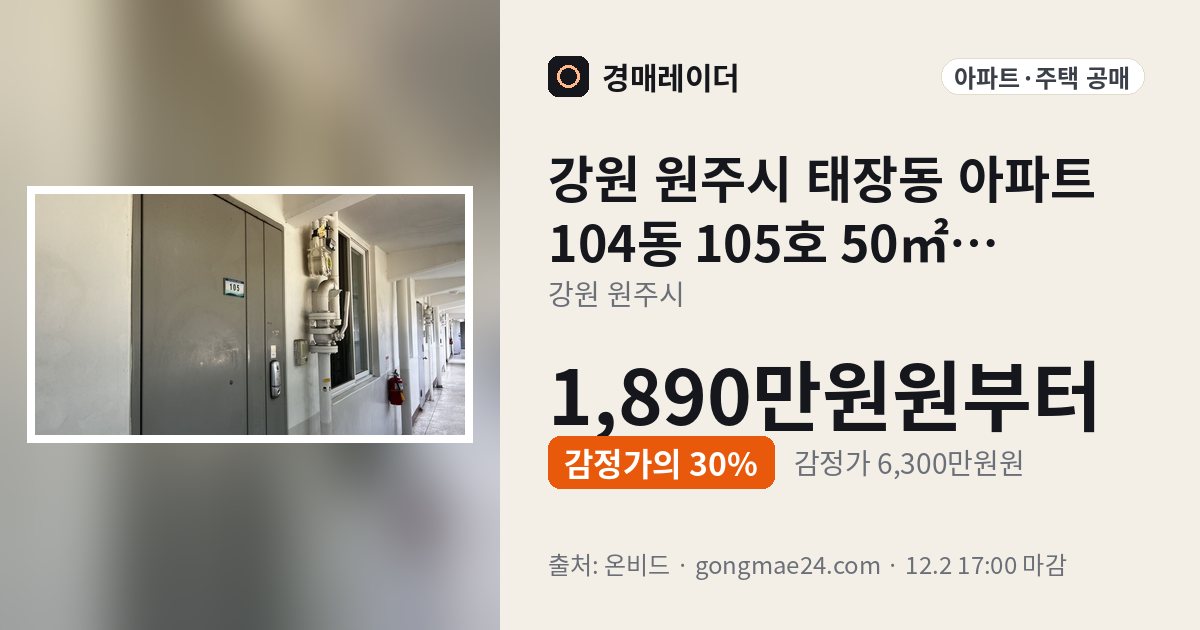 경매레이더
아파트·주택 공매
강원 원주시 태장동 아파트
104동 105호 50㎡…
강원 원주시
1,890만원원부터
감정가의 30%
감정가 6,300만원원
출처: 온비드 · gongmae24.com · 12.2 17:00 마감
105